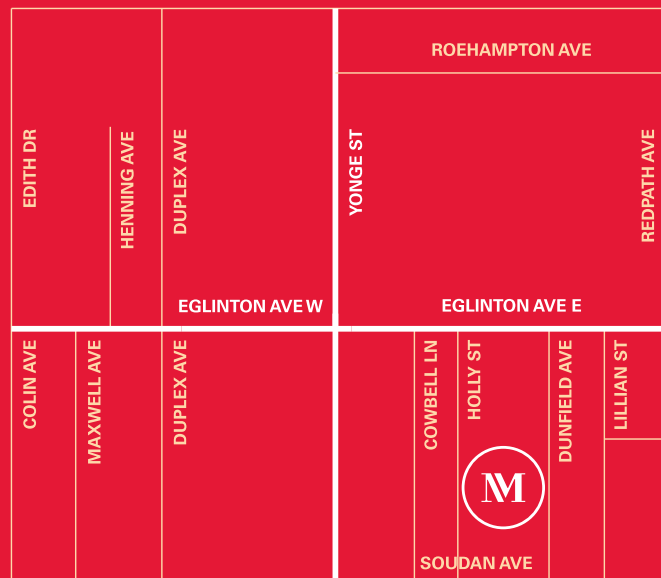 ROEHAMPTON AVE
EDITH DR
HENNING AVE
DUPLEX AVE
YONGE ST
REDPATH AVE
EGLINTON AVE W
EGLINTON AVE E
COLIN AVE
MAXWELL AVE
DUPLEX AVE
COWBELL LN
HOLLY ST
DUNFIELD AVE
LILLIAN ST
M
SOUDAN AVE